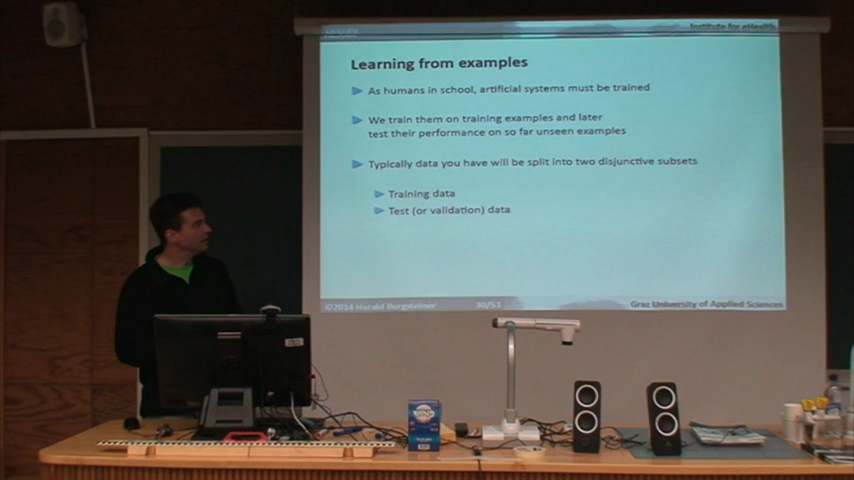 Institute for eHealth
Learning from examples
As humans in school, artificial systems must be trained
We train them on training examples and later
test their performance on so far unseen examples
Typically data you have will be split into two disjunctive subsets
Training data
Test (or validation) data
©2014 Harald Burgsteiner
30/53
Graz University of Applied Sciences